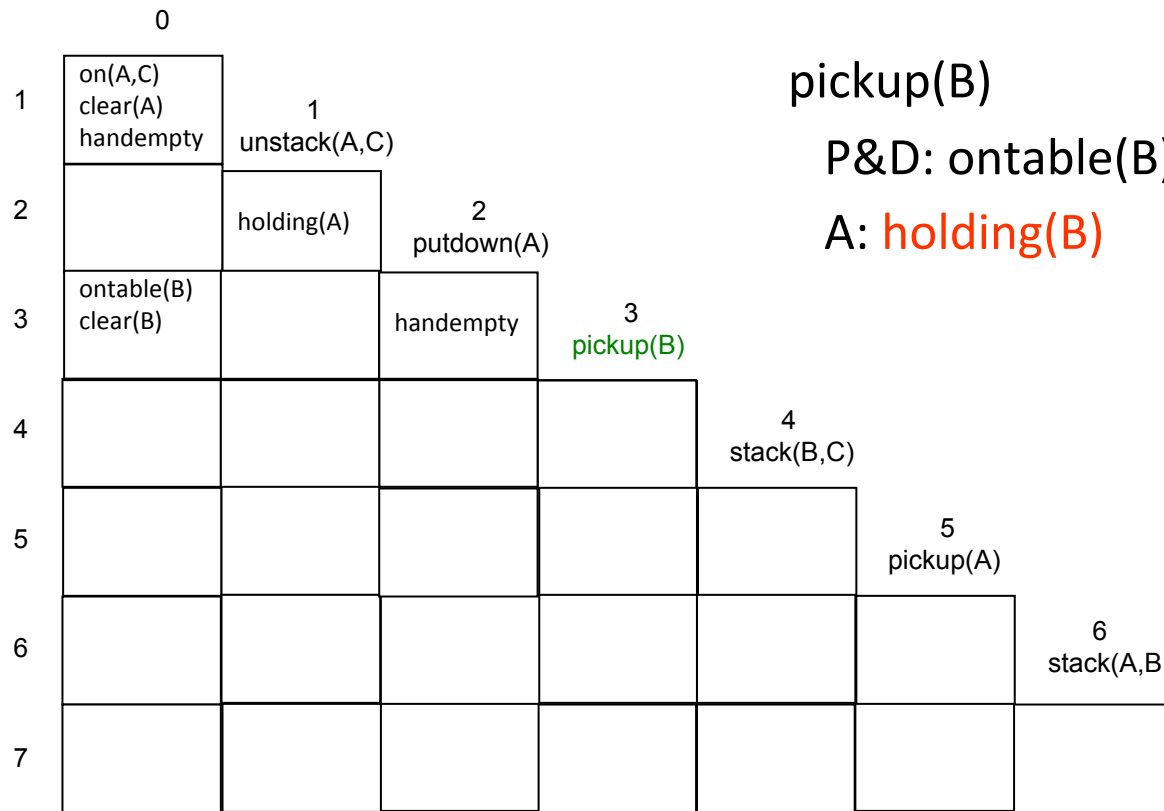 0
1
on(A,C)
clear(A)
handempty
1
unstack(A,C)
pickup(B)
P&D: ontable(B)
A: holding(B)
2
holding(A)
2
putdown(A)
3
ontable(B)
clear(B)
handempty
3
pickup(B)
4
4
stack(B,C)
5
5
pickup(A)
6
6
stack(A,B
7